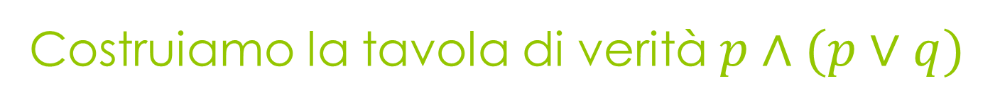 Costruiamo la tavola di verità 𝑝 ∧ (𝑝 ∨ 𝑞)